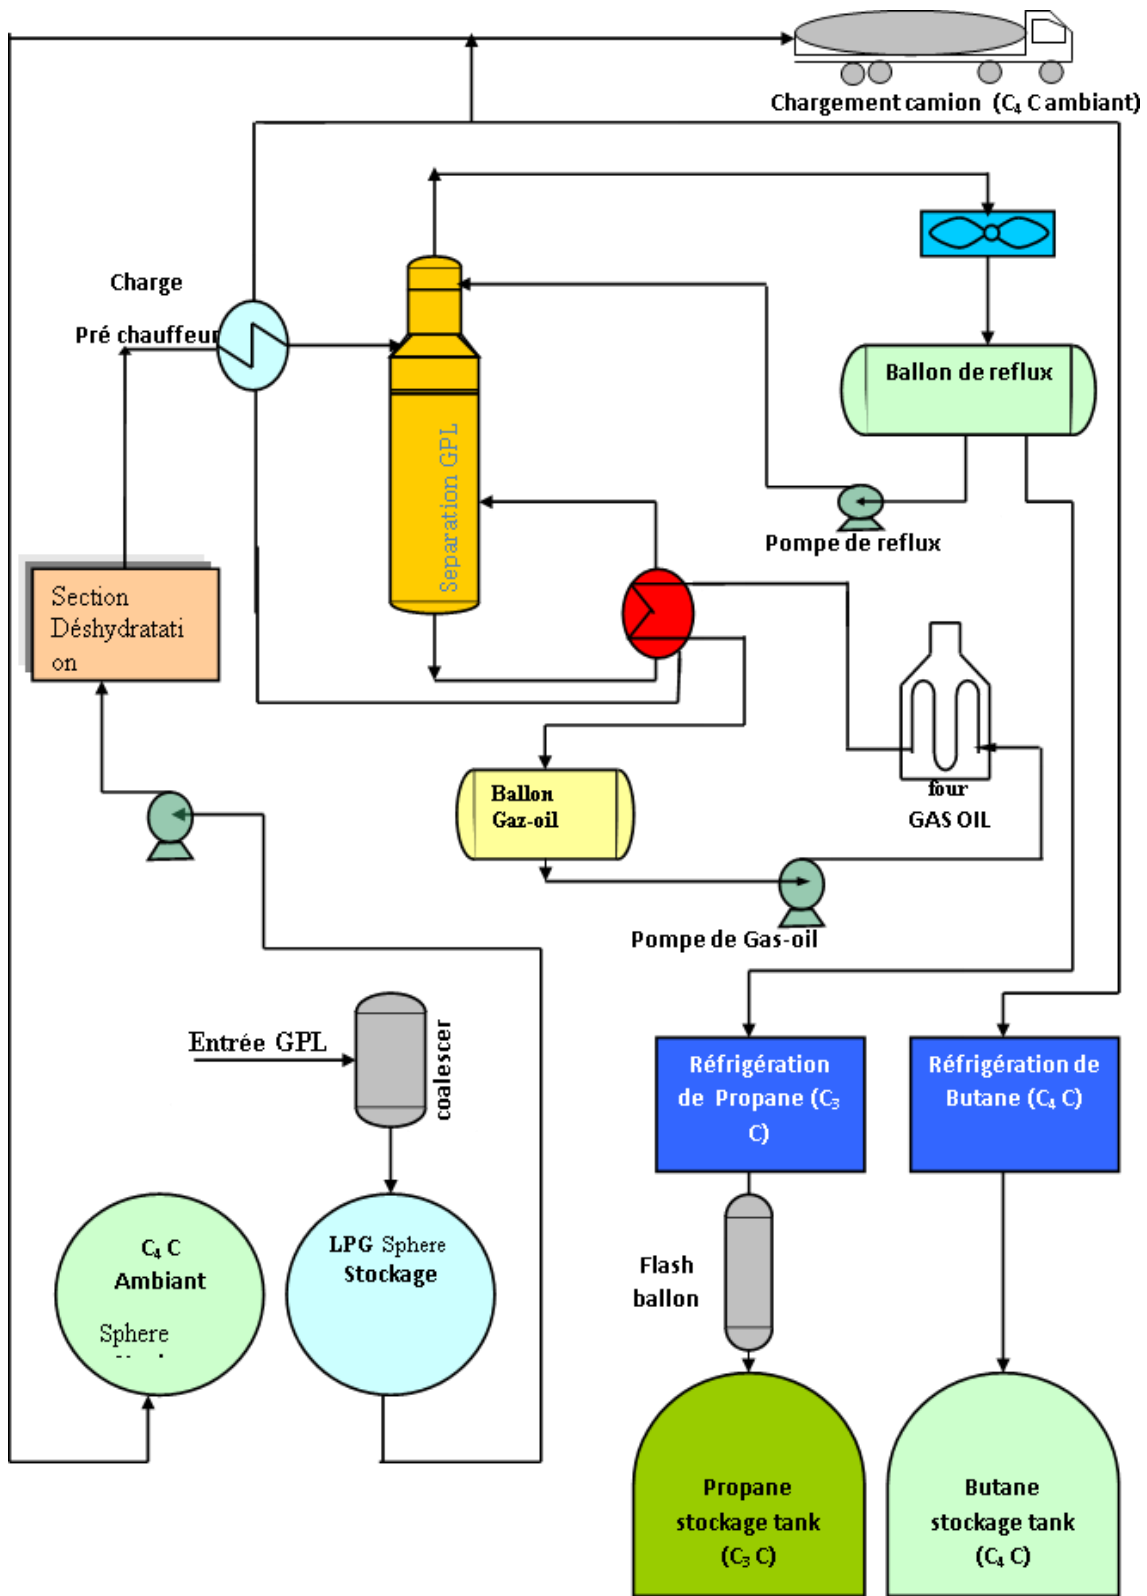 Chargement camion (C₄ C ambiant)
Charge
Pré chauffeur
Separation GPL
Ballon de reflux
Pompe de reflux
Section
Déshydratati
on
Ballon
Gaz-oil
four
GAS OIL
Pompe de Gas-oil
Entrée GPL
coalescer
Réfrigération
de Propane (C₃
C)
Réfrigération de
Butane (C₄ C)
C₄ C
Ambiant
Sphere
LPG Sphere
Stockage
Flash
ballon
Propane
stockage tank
(C₃ C)
Butane
stockage tank
(C₄ C)